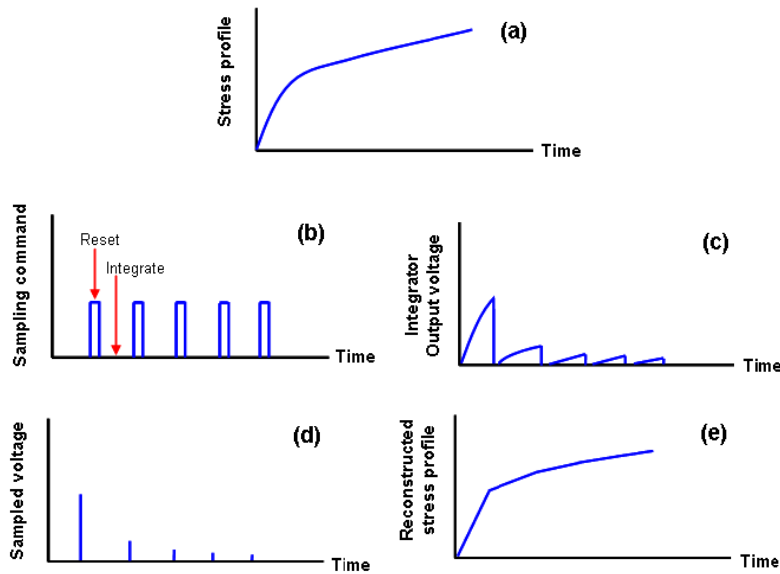 Stress profile
(a)
Time
Sampling command
Reset
Integrate
(b)
Time
Integrator
Output voltage
(c)
Time
Sampled voltage
(d)
Time
Reconstructed
stress profile
(e)
Time